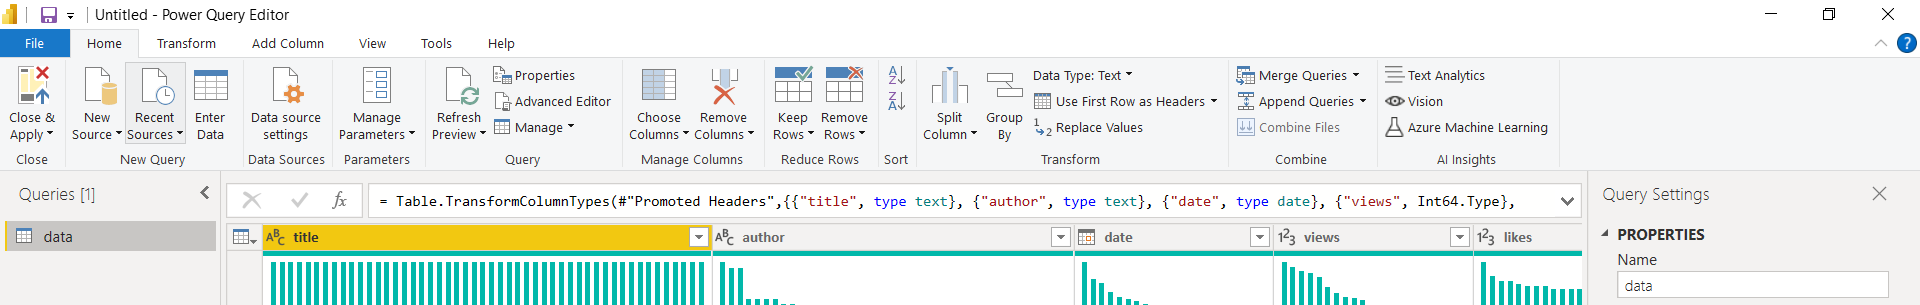 Untitled - Power Query Editor
File Home Transform Add Column View Tools Help
Close & Apply
New Source
Recent Sources
Enter Data
Data source settings
Manage Parameters
Refresh Preview
Properties
Advanced Editor
Manage
Choose Columns
Remove Columns
Keep Rows
Remove Rows
Split Column
Group By
Data Type: Text
Use First Row as Headers
Replace Values
Merge Queries
Append Queries
Combine Files
Text Analytics
Vision
Azure Machine Learning
Close New Query Data Sources Parameters Query Manage Columns Reduce Rows Sort Transform Combine AI Insights
Queries [1]
data
fx
= Table.TransformColumnTypes(#"Promoted Headers",{{"title", type text}, {"author", type text}, {"date", type date}, {"views", Int64.Type},
ABC title ABC author date 123 views 123 likes
Query Settings
PROPERTIES
Name
data